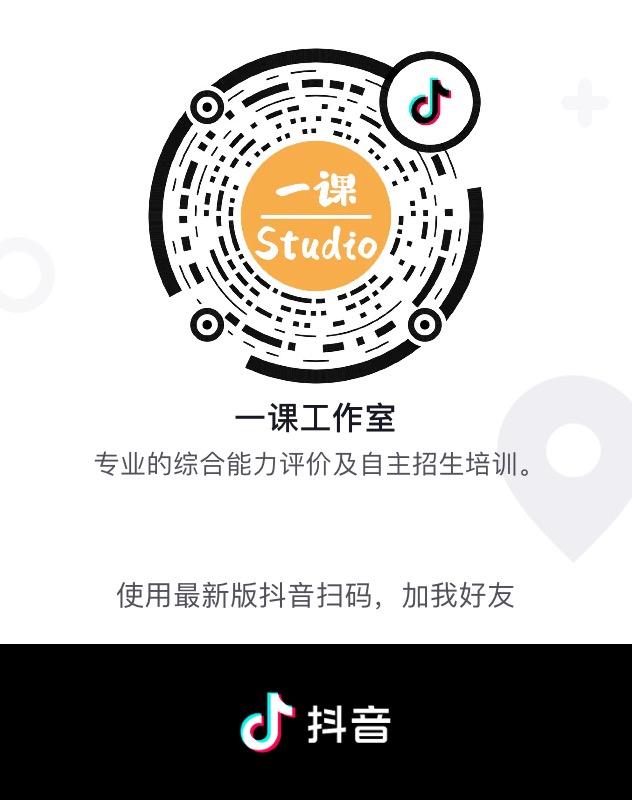 一课
Studio
一课工作室
专业的综合能力评价及自主招生培训。
使用最新版抖音扫码，加我好友
抖音